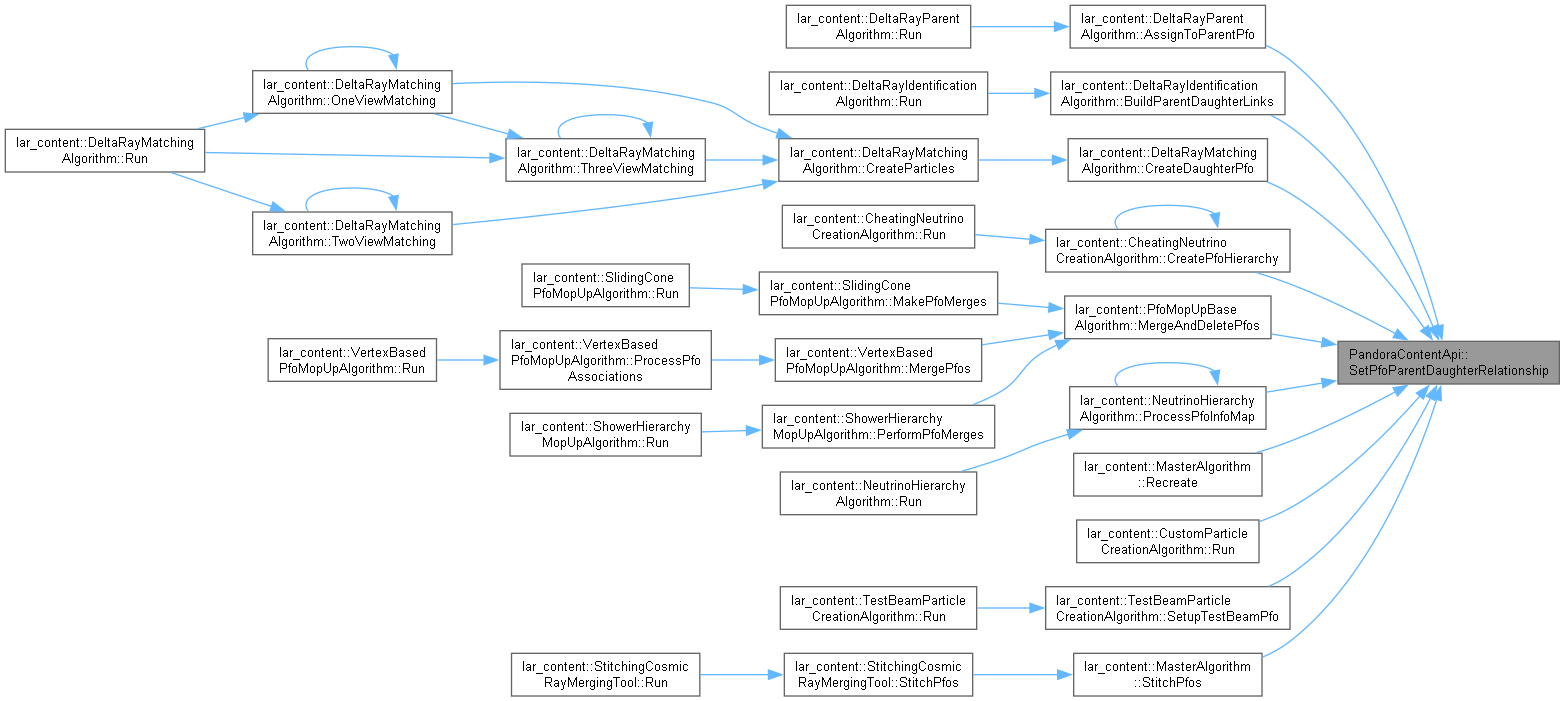 lar_content::DeltaRayParent
Algorithm::Run
lar_content::DeltaRayParent
Algorithm::AssignToParentPfo
lar_content::DeltaRayIdentification
Algorithm::Run
lar_content::DeltaRayIdentification
Algorithm::BuildParentDaughterLinks
lar_content::DeltaRayMatching
Algorithm::OneViewMatching
lar_content::DeltaRayMatching
Algorithm::Run
lar_content::DeltaRayMatching
Algorithm::ThreeViewMatching
lar_content::DeltaRayMatching
Algorithm::CreateParticles
lar_content::DeltaRayMatching
Algorithm::CreateDaughterPfo
lar_content::DeltaRayMatching
Algorithm::TwoViewMatching
lar_content::CheatingNeutrino
CreationAlgorithm::Run
lar_content::CheatingNeutrino
CreationAlgorithm::CreatePfoHierarchy
lar_content::SlidingCone
PfoMopUpAlgorithm::Run
lar_content::SlidingCone
PfoMopUpAlgorithm::MakePfoMerges
lar_content::PfoMopUpBase
Algorithm::MergeAndDeletePfos
lar_content::VertexBased
PfoMopUpAlgorithm::Run
lar_content::VertexBased
PfoMopUpAlgorithm::ProcessPfo
Associations
lar_content::VertexBased
PfoMopUpAlgorithm::MergePfos
PandoraContentApi::
SetPfoParentDaughterRelationship
lar_content::NeutrinoHierarchy
Algorithm::ProcessPfoInfoMap
lar_content::ShowerHierarchy
MopUpAlgorithm::Run
lar_content::ShowerHierarchy
MopUpAlgorithm::PerformPfoMerges
lar_content::NeutrinoHierarchy
Algorithm::Run
lar_content::MasterAlgorithm
::Recreate
lar_content::CustomParticle
CreationAlgorithm::Run
lar_content::TestBeamParticle
CreationAlgorithm::Run
lar_content::TestBeamParticle
CreationAlgorithm::SetupTestBeamPfo
lar_content::StitchingCosmic
RayMergingTool::Run
lar_content::StitchingCosmic
RayMergingTool::StitchPfos
lar_content::MasterAlgorithm
::StitchPfos